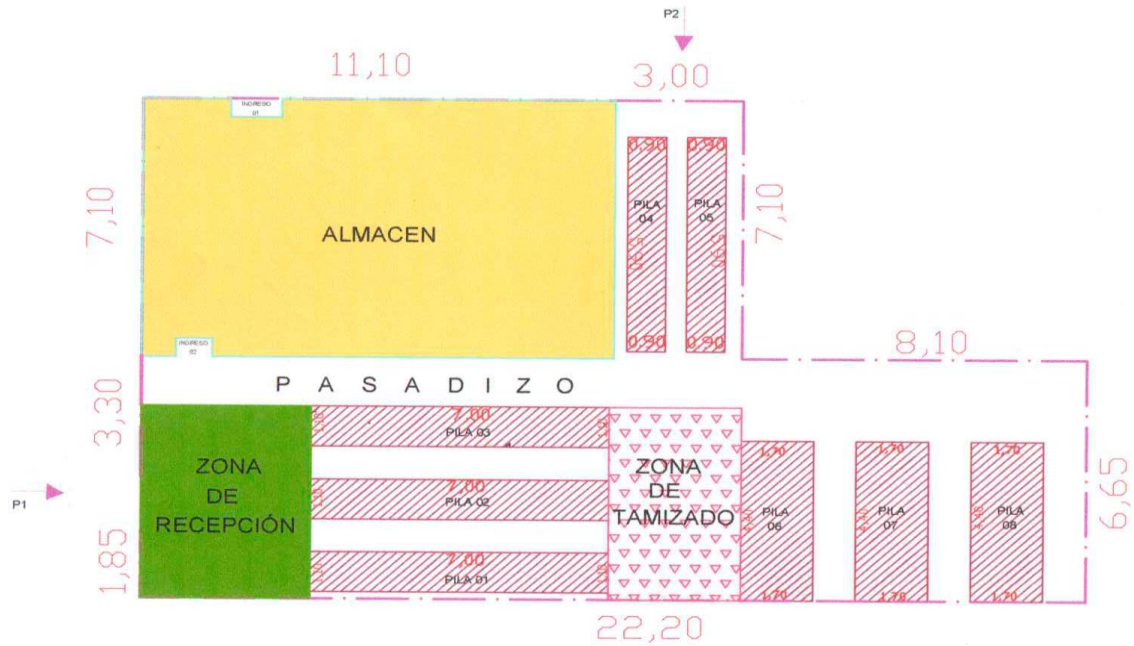 P2
11,10
3,00
INGRESO
01
0.90
0.90
7,10
ALMACEN
PILA
04
PILA
05
7,10
INGRESO
02
0.90
0.90
8,10
P A S A D I Z O
3,30
7,00
PILA 03
ZONA
DE
RECEPCIÓN
7,00
PILA 02
ZONA
DE
TAMIZADO
1,70
1,70
1,70
P1
PILA
06
PILA
07
PILA
08
6,65
1,85
7,00
PILA 01
1,70
1,70
1,70
22,20